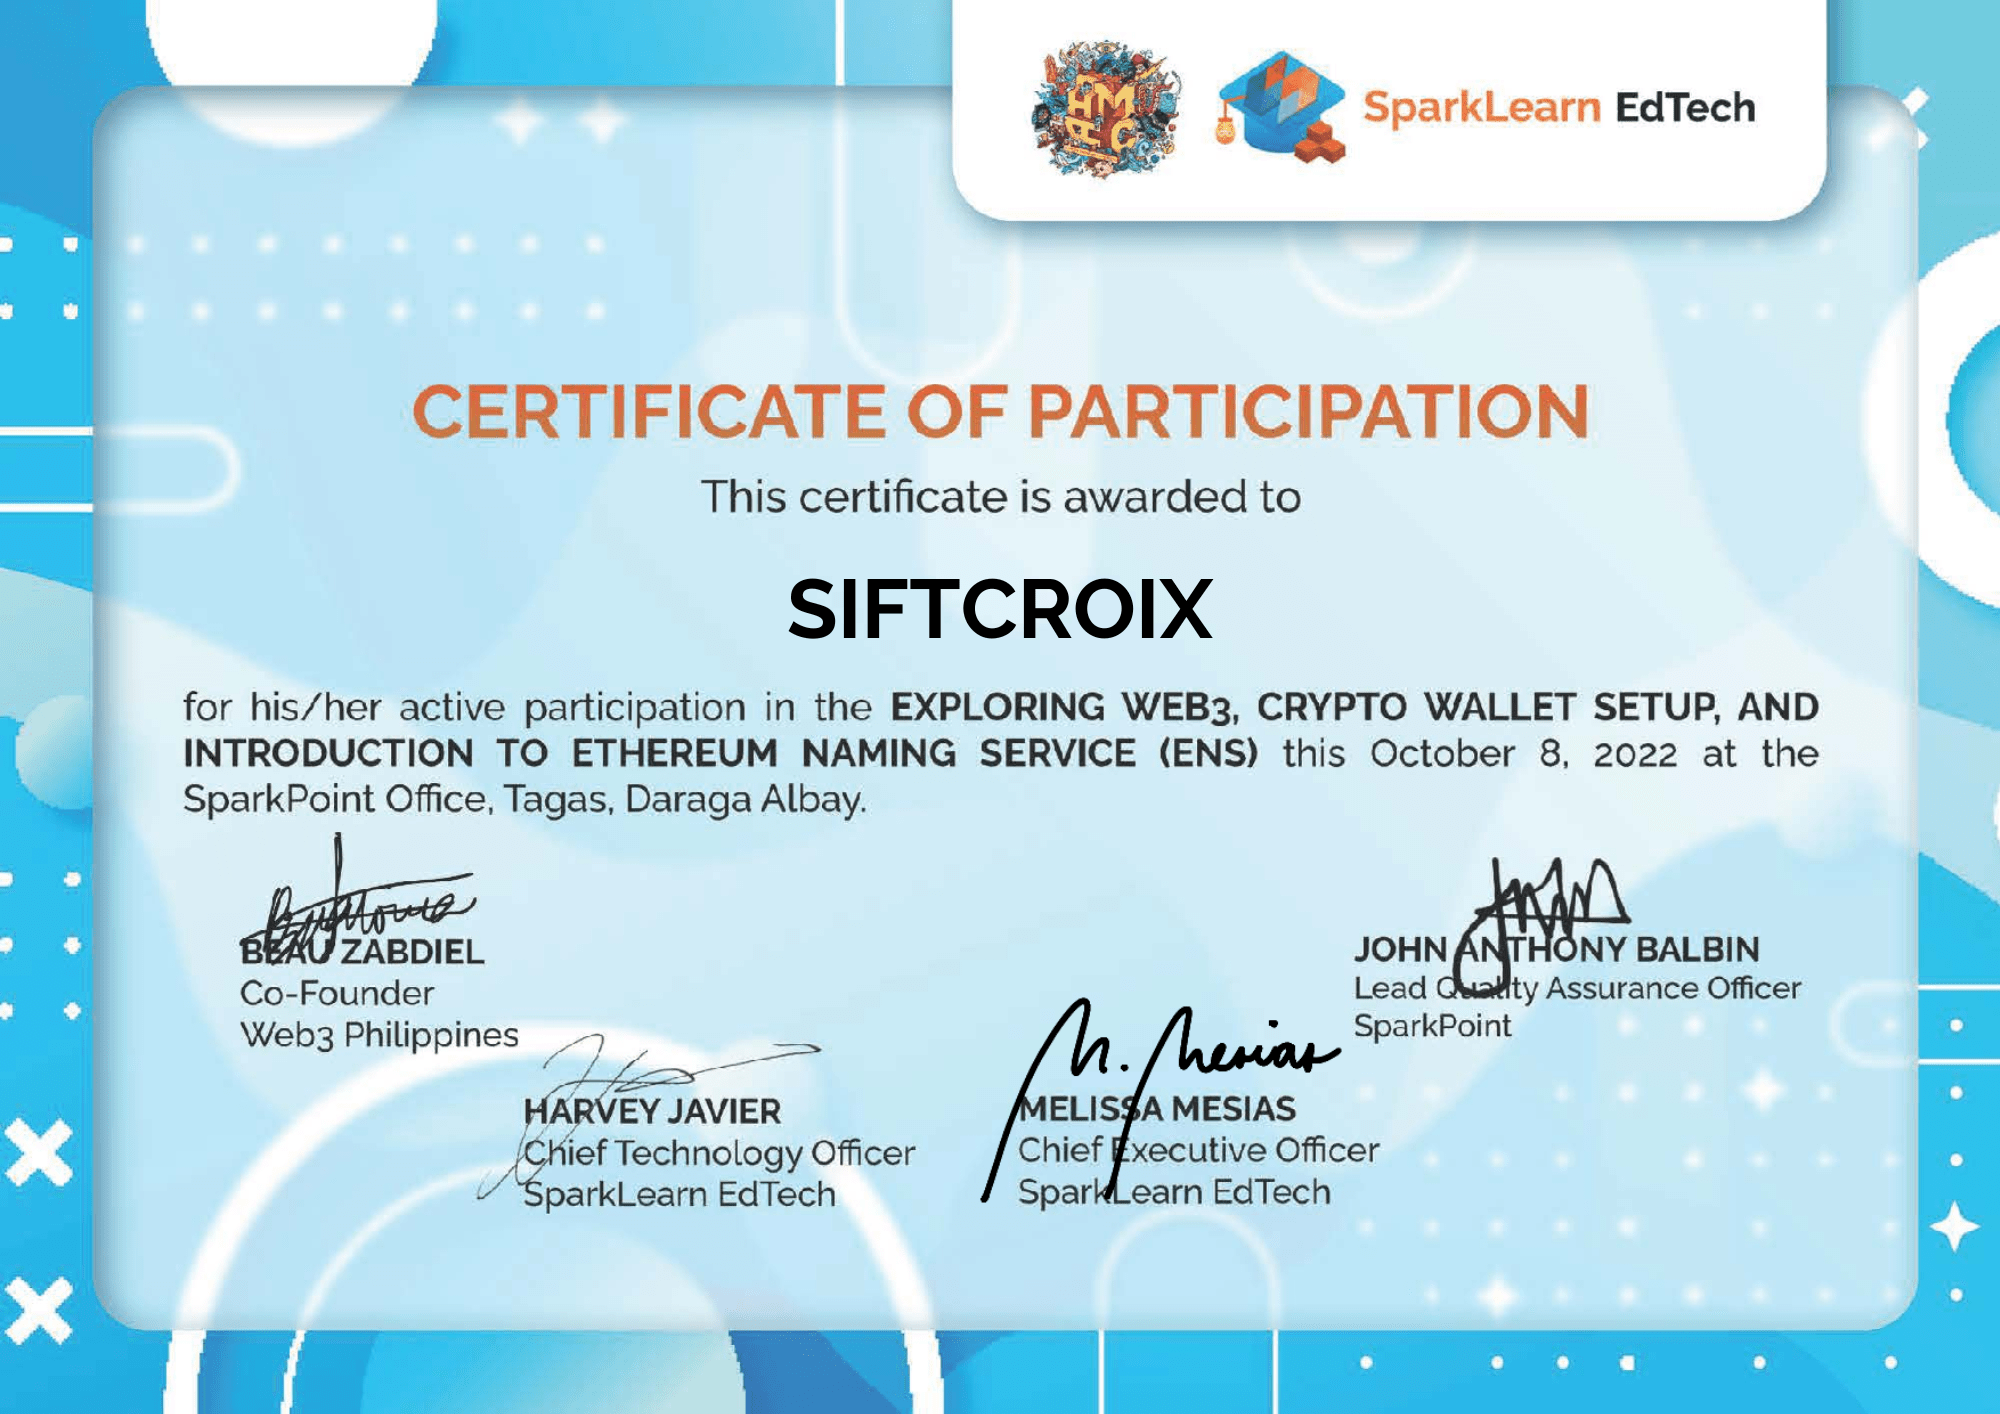 AHMC
SparkLearn EdTech
CERTIFICATE OF PARTICIPATION
This certificate is awarded to
SIFTCROIX
for his/her active participation in the EXPLORING WEB3, CRYPTO WALLET SETUP, AND
INTRODUCTION TO ETHEREUM NAMING SERVICE (ENS) this October 8, 2022 at the
SparkPoint Office, Tagas, Daraga Albay.
BEAU ZABDIEL
Co-Founder
Web3 Philippines
JOHN ANTHONY BALBIN
Lead Quality Assurance Officer
SparkPoint
M. Mesias
HARVEY JAVIER
Chief Technology Officer
SparkLearn EdTech
MELISSA MESIAS
Chief Executive Officer
SparkLearn EdTech